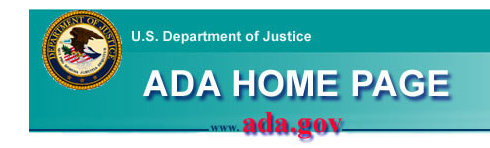 DEPARTMENT OF JUSTICE
U.S. Department of Justice
ADA HOME PAGE
www. ada.gov